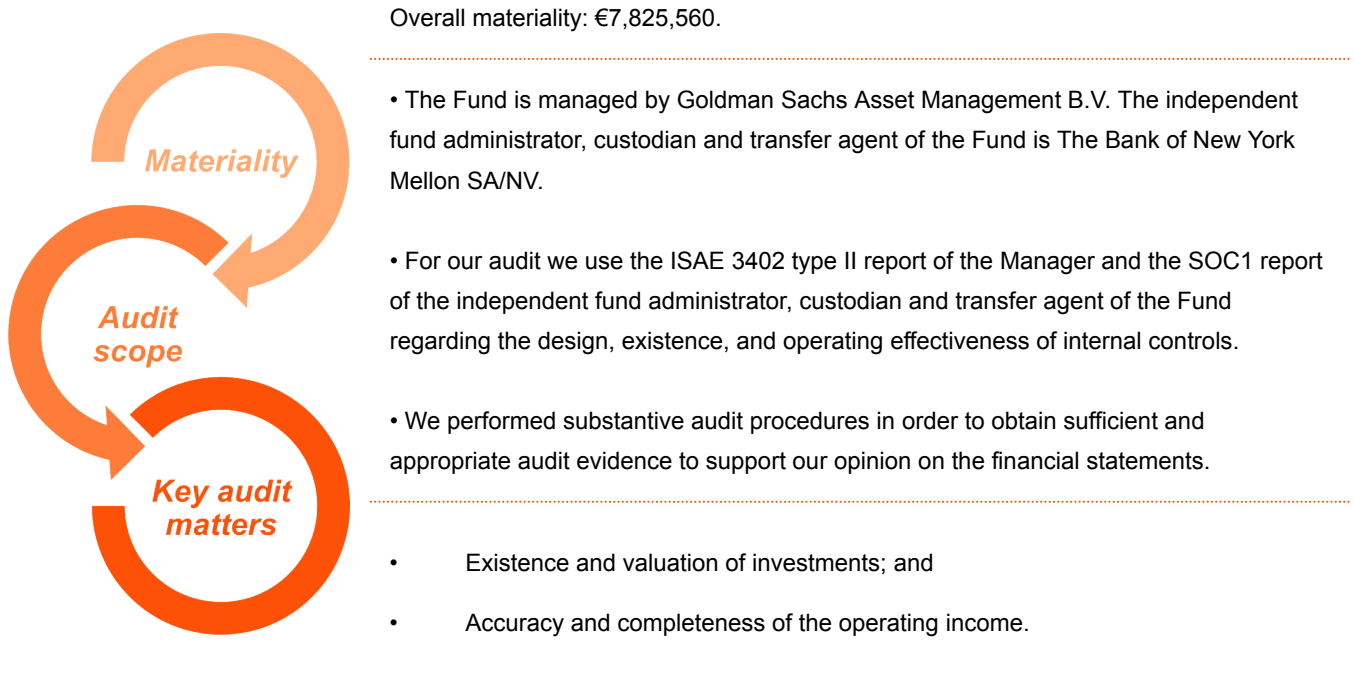 Overall materiality: €7,825,560.
Materiality
• The Fund is managed by Goldman Sachs Asset Management B.V. The independent
fund administrator, custodian and transfer agent of the Fund is The Bank of New York
Mellon SA/NV.
Audit
scope
• For our audit we use the ISAE 3402 type II report of the Manager and the SOC1 report
of the independent fund administrator, custodian and transfer agent of the Fund
regarding the design, existence, and operating effectiveness of internal controls.
• We performed substantive audit procedures in order to obtain sufficient and
appropriate audit evidence to support our opinion on the financial statements.
Key audit
matters
• Existence and valuation of investments; and
• Accuracy and completeness of the operating income.